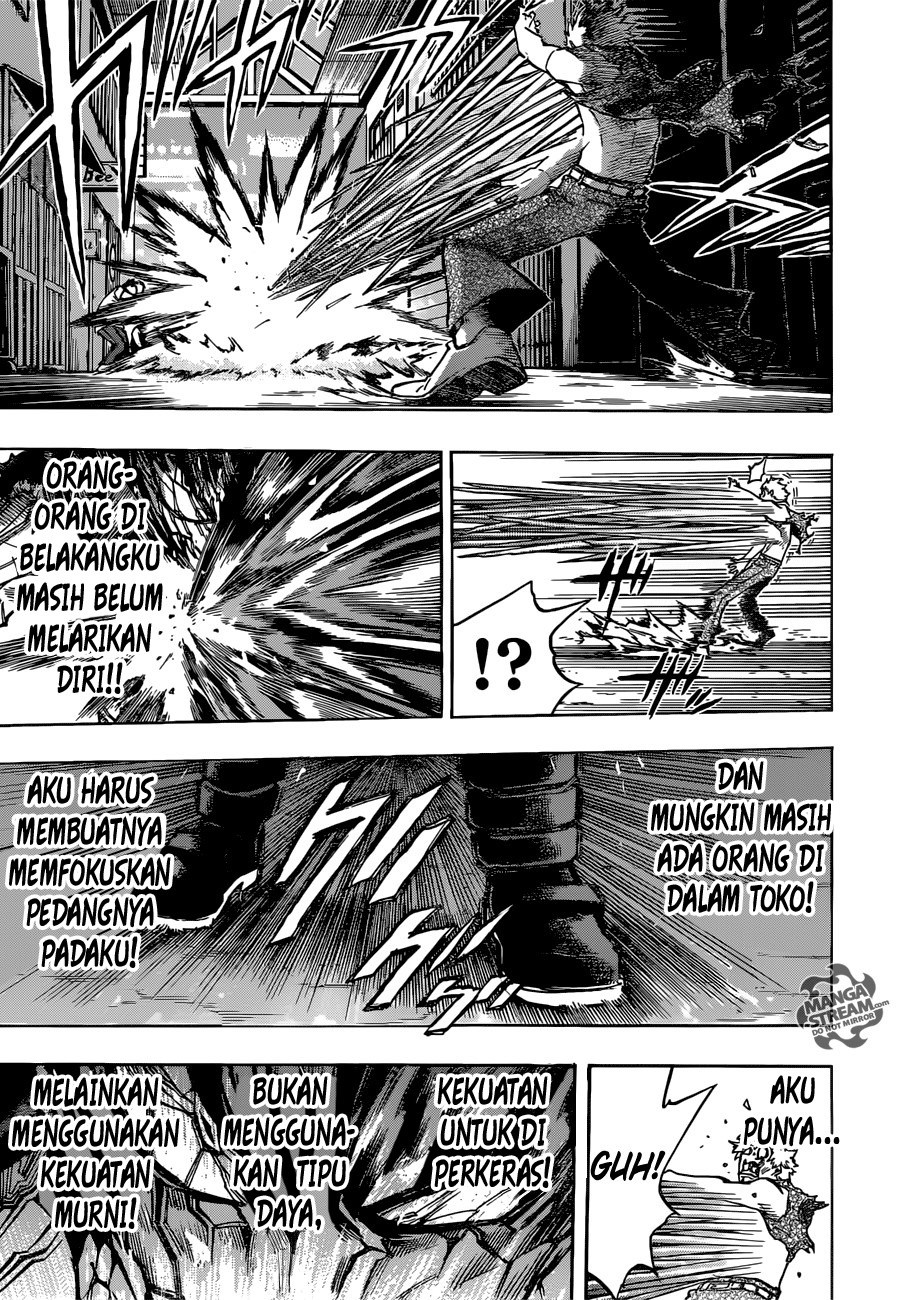 !?
ORANG-
ORANG DI
BELAKANGKU
MASIH BELUM
MELARIKAN
DIRI!!
DAN
MUNGKIN MASIH
ADA ORANG DI
DALAM TOKO!
AKU HARUS
MEMBUATNYA
MEMFOKUSKAN
PEDANGNYA
PADAKU!
MANGA
STREAM.com
DO NOT MIRROR
AKU
PUNYA...
GUH!
KEKUATAN
UNTUK DI
PERKERAS!
BUKAN
MENGGUNA-
KAN TIPU
DAYA,
MELAINKAN
MENGGUNAKAN
KEKUATAN
MURNI!